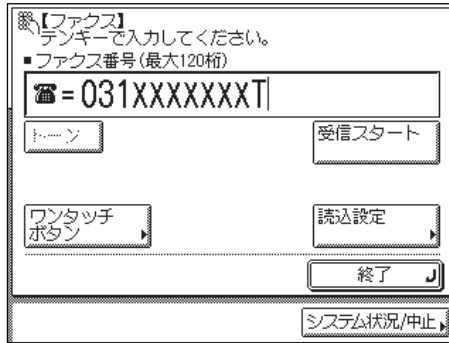 【ファクス】
テンキーで入力してください。
■ファクス番号(最大120桁)
☎=031XXXXXXXT
トーン
受信スタート
ワンタッチ
ボタン
読込設定
終了
システム状況/中止